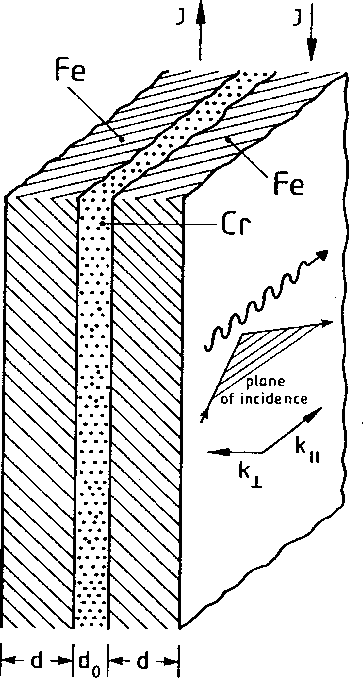 J J
Fe
Fe
Cr
plane
of incidence
k⊥ k||
d d₀ d